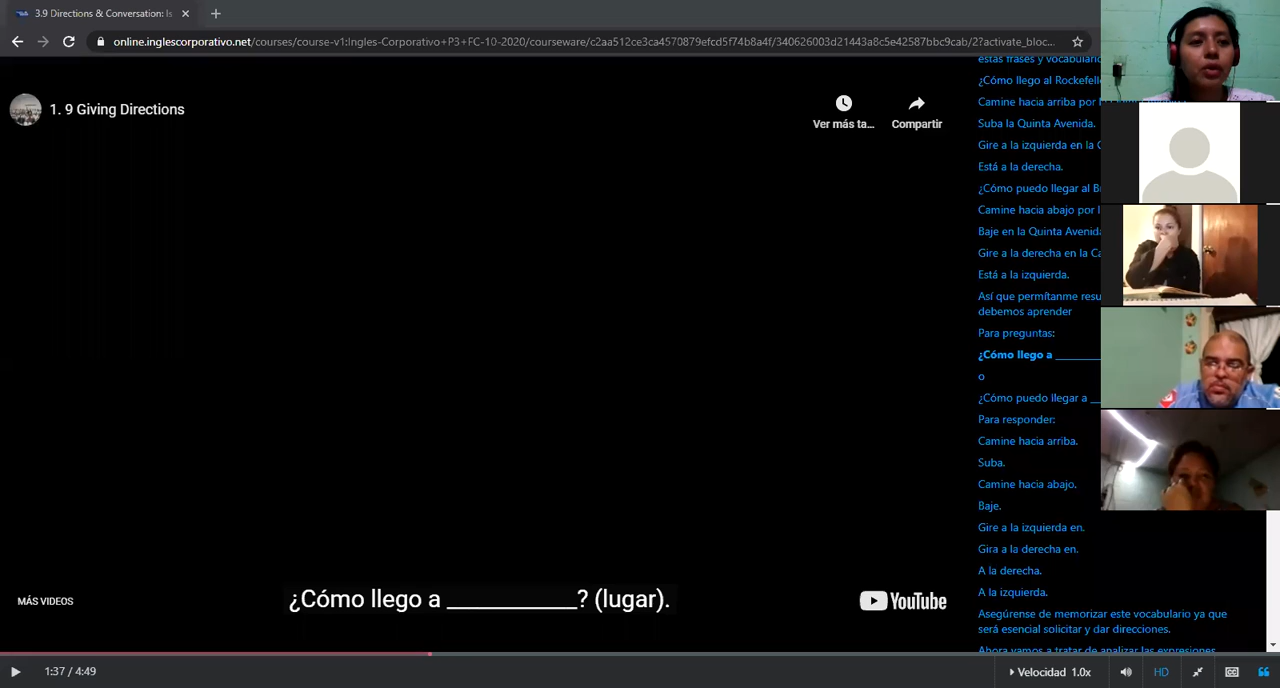 3.9 Directions & Conversation: Is
online.inglescorporativo.net/courses/course-v1:Ingles-Corporativo+P3+FC-10-2020/courseware/c2aa512ce3ca4570879efcd5f74b8a4f/340626003d21443a8c5e42587bbc9cab/2?activate_bloc...
1. 9 Giving Directions
Ver más ta...
Compartir
estas frases y vocabulario
¿Cómo llego al Rockefell
Camine hacia arriba por
Suba la Quinta Avenida.
Gire a la izquierda en la
Está a la derecha.
¿Cómo puedo llegar al B
Camine hacia abajo por
Baje en la Quinta Avenida
Gire a la derecha en la Ca
Está a la izquierda.
Así que permítanme resu
debemos aprender
Para preguntas:
¿Cómo llego a ________
o
¿Cómo puedo llegar a __
Para responder:
Camine hacia arriba.
Suba.
Camine hacia abajo.
Baje.
Gire a la izquierda en.
Gira a la derecha en.
A la derecha.
A la izquierda.
Asegúrense de memorizar este vocabulario ya que
será esencial solicitar y dar direcciones.
Ahora vamos a tratar de analizar las expresiones
¿Cómo llego a __________? (lugar).
MÁS VIDEOS
YouTube
1:37 / 4:49
Velocidad 1.0x
HD
CC